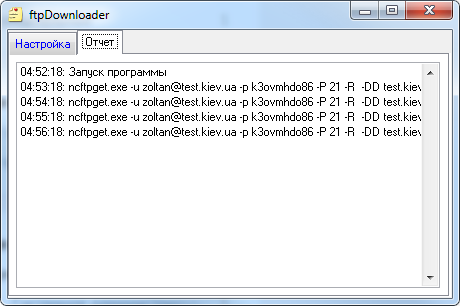 ftpDownloader
Настройка Отчет
04:52:18: Запуск программы
04:53:18: ncftpget.exe -u zoltan@test.kiev.ua -p k3ovmhdo86 -P 21 -R -DD test.kiev
04:54:18: ncftpget.exe -u zoltan@test.kiev.ua -p k3ovmhdo86 -P 21 -R -DD test.kiev
04:55:18: ncftpget.exe -u zoltan@test.kiev.ua -p k3ovmhdo86 -P 21 -R -DD test.kiev
04:56:18: ncftpget.exe -u zoltan@test.kiev.ua -p k3ovmhdo86 -P 21 -R -DD test.kiev